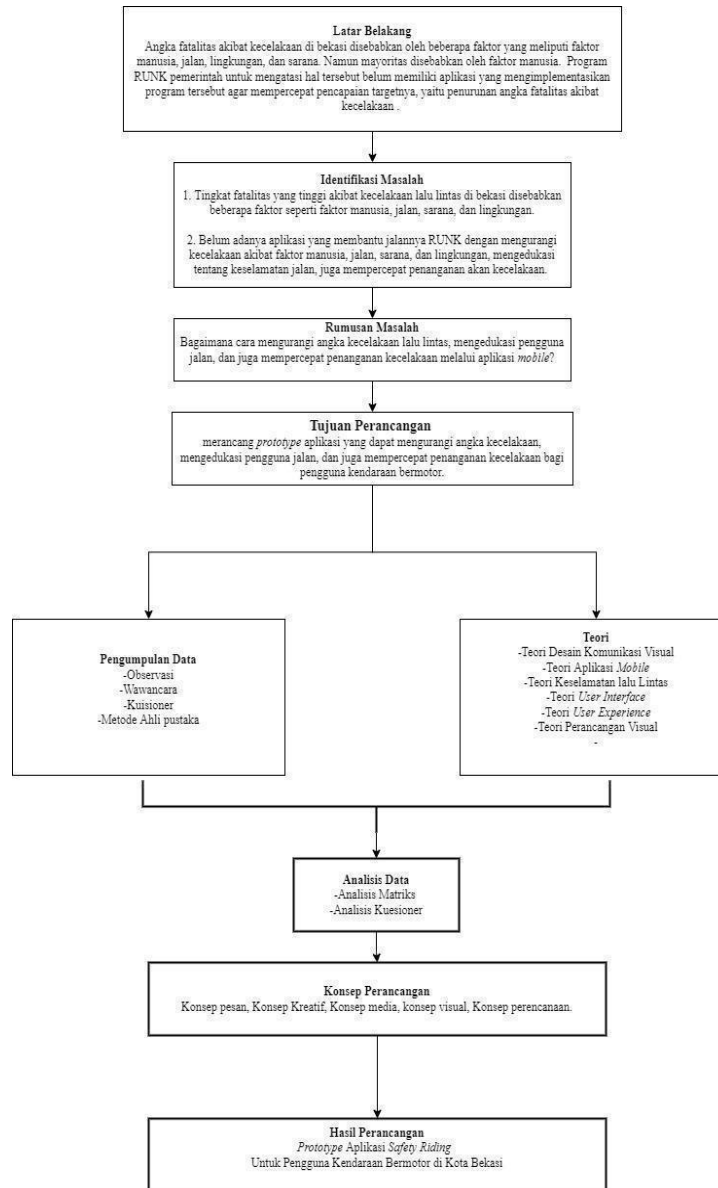 Latar Belakang
Angka fatalitas akibat kecelakaan di bekasi disebabkan oleh beberapa faktor yang meliputi faktor
manusia, jalan, lingkungan, dan sarana. Namun mayoritas disebabkan oleh faktor manusia. Program
RUNK pemerintah untuk mengatasi hal tersebut belum memiliki aplikasi yang mengimplementasikan
program tersebut agar mempercepat pencapaian targetnya, yaitu penurunan angka fatalitas akibat
kecelakaan .
Identifikasi Masalah
1. Tingkat fatalitas yang tinggi akibat kecelakaan lalu lintas di bekasi disebabkan
beberapa faktor seperti faktor manusia, jalan, sarana, dan lingkungan.
2. Belum adanya aplikasi yang membantu jalannya RUNK dengan mengurangi
kecelakaan akibat faktor manusia, jalan, sarana, dan lingkungan, mengedukasi
tentang keselamatan jalan, juga mempercepat penanganan akan kecelakaan.
Rumusan Masalah
Bagaimana cara mengurangi angka kecelakaan lalu lintas, mengedukasi pengguna
jalan, dan juga mempercepat penanganan kecelakaan melalui aplikasi mobile?
Tujuan Perancangan
merancang prototype aplikasi yang dapat mengurangi angka kecelakaan,
mengedukasi pengguna jalan, dan juga mempercepat penanganan kecelakaan bagi
pengguna kendaraan bermotor.
Pengumpulan Data
-Observasi
-Wawancara
-Kuisioner
-Metode Ahli pustaka
Teori
-Teori Desain Komunikasi Visual
-Teori Aplikasi Mobile
-Teori Keselamatan lalu Lintas
-Teori User Interface
-Teori User Experience
-Teori Perancangan Visual
-
Analisis Data
-Analisis Matriks
-Analisis Kuesioner
Konsep Perancangan
Konsep pesan, Konsep Kreatif, Konsep media, konsep visual, Konsep perencanaan.
Hasil Perancangan
Prototype Aplikasi Safety Riding
Untuk Pengguna Kendaraan Bermotor di Kota Bekasi